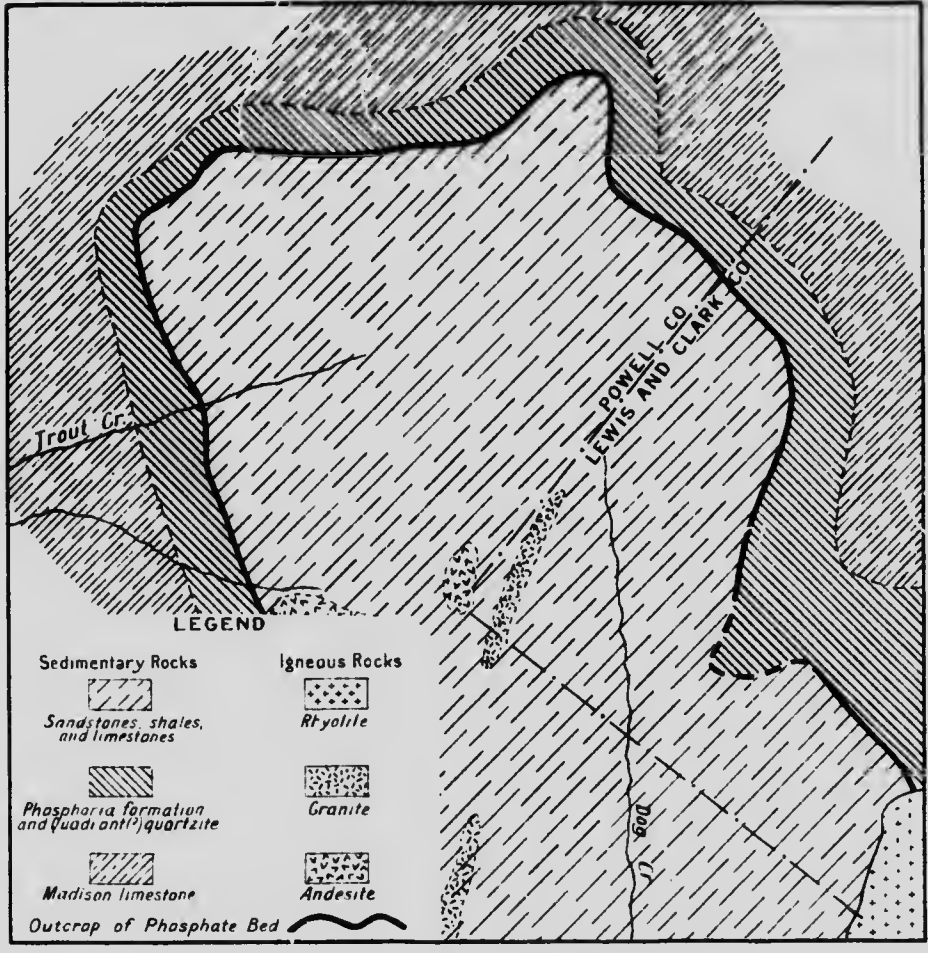 Trout Cr.
POWELL CO.
LEWIS AND CLARK CO
Dog Cr.
LEGEND
Sedimentary Rocks
Sandstones, shales,
and limestones
Phosphoria formation
and Quadrant(?) quartzite
Madison limestone
Igneous Rocks
Rhyolite
Granite
Andesite
Outcrop of Phosphate Bed